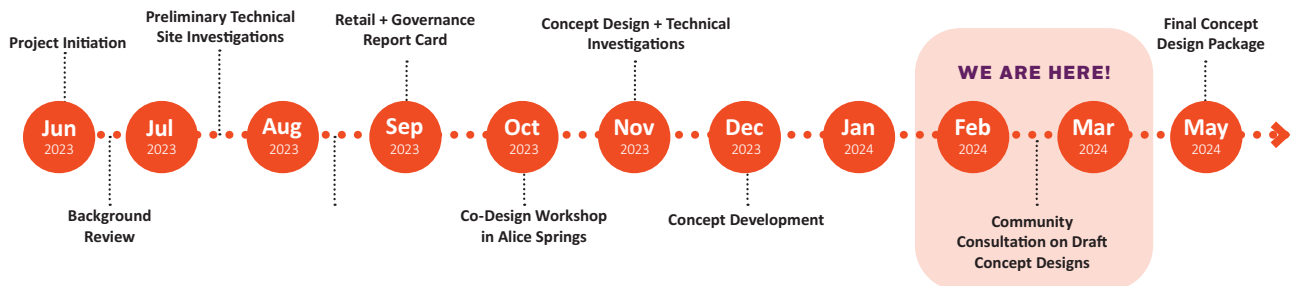 Project Initiation
Preliminary Technical
Site Investigations
Retail + Governance
Report Card
Concept Design + Technical
Investigations
WE ARE HERE!
Final Concept
Design Package
Jun
2023
Jul
2023
Aug
2023
Sep
2023
Oct
2023
Nov
2023
Dec
2023
Jan
2024
Feb
2024
Mar
2024
May
2024
Background
Review
Co-Design Workshop
in Alice Springs
Concept Development
Community
Consultation on Draft
Concept Designs